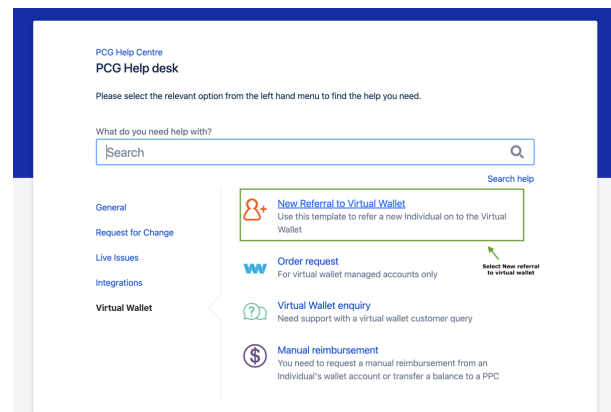 PCG Help Centre
PCG Help desk
Please select the relevant option from the left hand menu to find the help you need.
What do you need help with?
Search
Search help
General
Request for Change
Live Issues
Integrations
Virtual Wallet
New Referral to Virtual Wallet
Use this template to refer a new Individual on to the Virtual
Wallet
Select New referral
to virtual wallet
Order request
For virtual wallet managed accounts only
Virtual Wallet enquiry
Need support with a virtual wallet customer query
Manual reimbursement
You need to request a manual reimbursement from an
Individual's wallet account or transfer a balance to a PPC